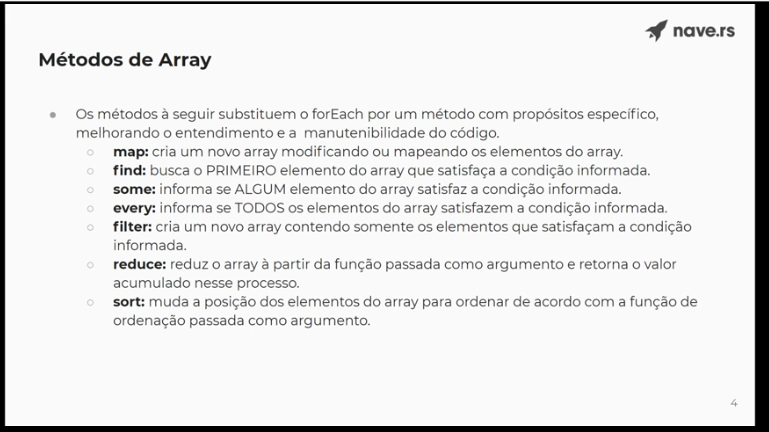 nave.rs
Métodos de Array
● Os métodos à seguir substituem o forEach por um método com propósitos específico,
melhorando o entendimento e a manutenibilidade do código.
○ map: cria um novo array modificando ou mapeando os elementos do array.
○ find: busca o PRIMEIRO elemento do array que satisfaça a condição informada.
○ some: informa se ALGUM elemento do array satisfaz a condição informada.
○ every: informa se TODOS os elementos do array satisfazem a condição informada.
○ filter: cria um novo array contendo somente os elementos que satisfaçam a condição
informada.
○ reduce: reduz o array à partir da função passada como argumento e retorna o valor
acumulado nesse processo.
○ sort: muda a posição dos elementos do array para ordenar de acordo com a função de
ordenação passada como argumento.
4